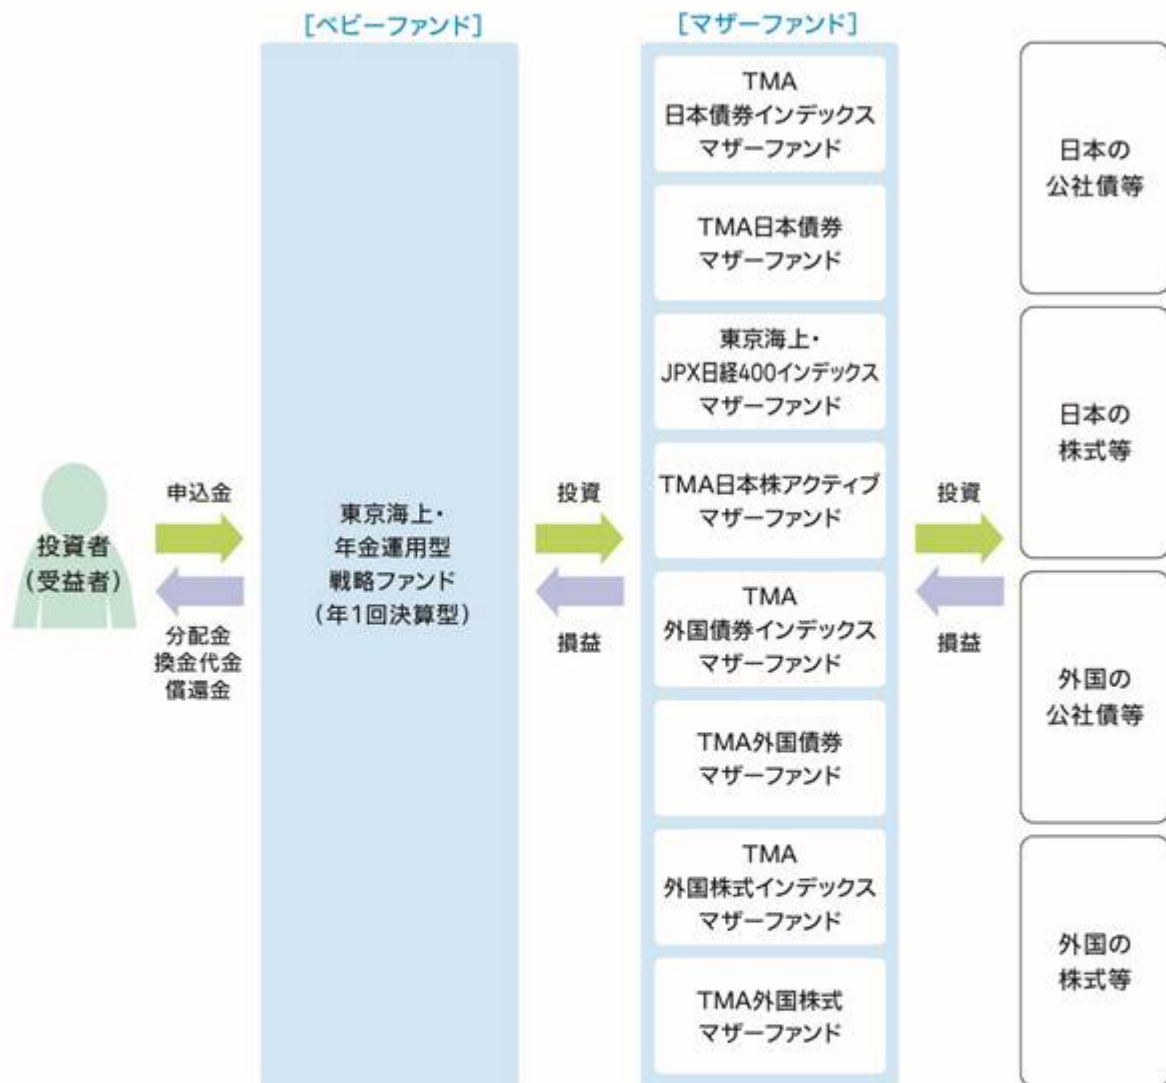 [ベビーファンド]
[マザーファンド]
投資者
(受益者)
申込金
分配金
換金代金
償還金
東京海上・
年金運用型
戦略ファンド
(年1回決算型)
投資
損益
TMA
日本債券インデックス
マザーファンド
TMA日本債券
マザーファンド
東京海上・
JPX日経400インデックス
マザーファンド
TMA日本株アクティブ
マザーファンド
TMA
外国債券インデックス
マザーファンド
TMA外国債券
マザーファンド
TMA
外国株式インデックス
マザーファンド
TMA外国株式
マザーファンド
投資
損益
日本の
公社債等
日本の
株式等
外国の
公社債等
外国の
株式等